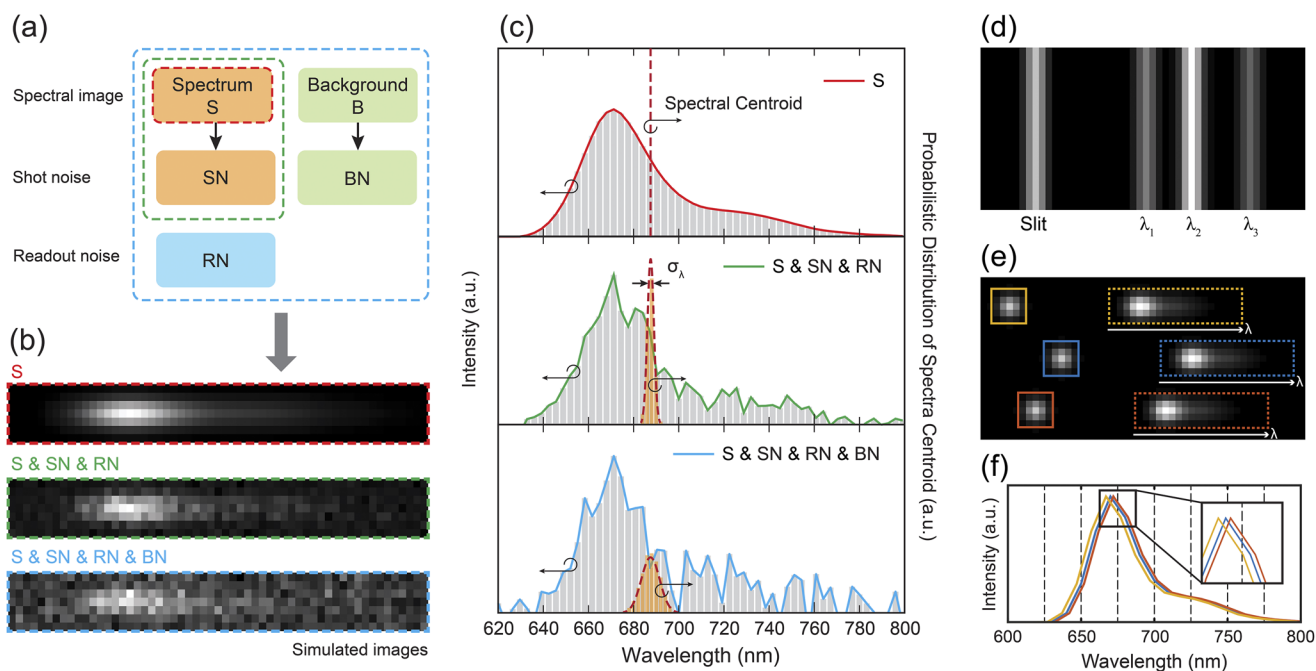 (a)
Spectral image
Spectrum
S
Background
B
Shot noise
SN
BN
Readout noise
RN
(b)
S
S & SN & RN
S & SN & RN & BN
Simulated images
(c)
S
Spectral Centroid
S & SN & RN
σλ
S & SN & RN & BN
Intensity (a.u.)
Probabilistic Distribution of Spectra Centroid (a.u.)
620 640 660 680 700 720 740 760 780 800
Wavelength (nm)
(d)
Slit λ1 λ2 λ3
(e)
λ
λ
λ
(f)
Intensity (a.u.)
600 650 700 750 800
Wavelength (nm)